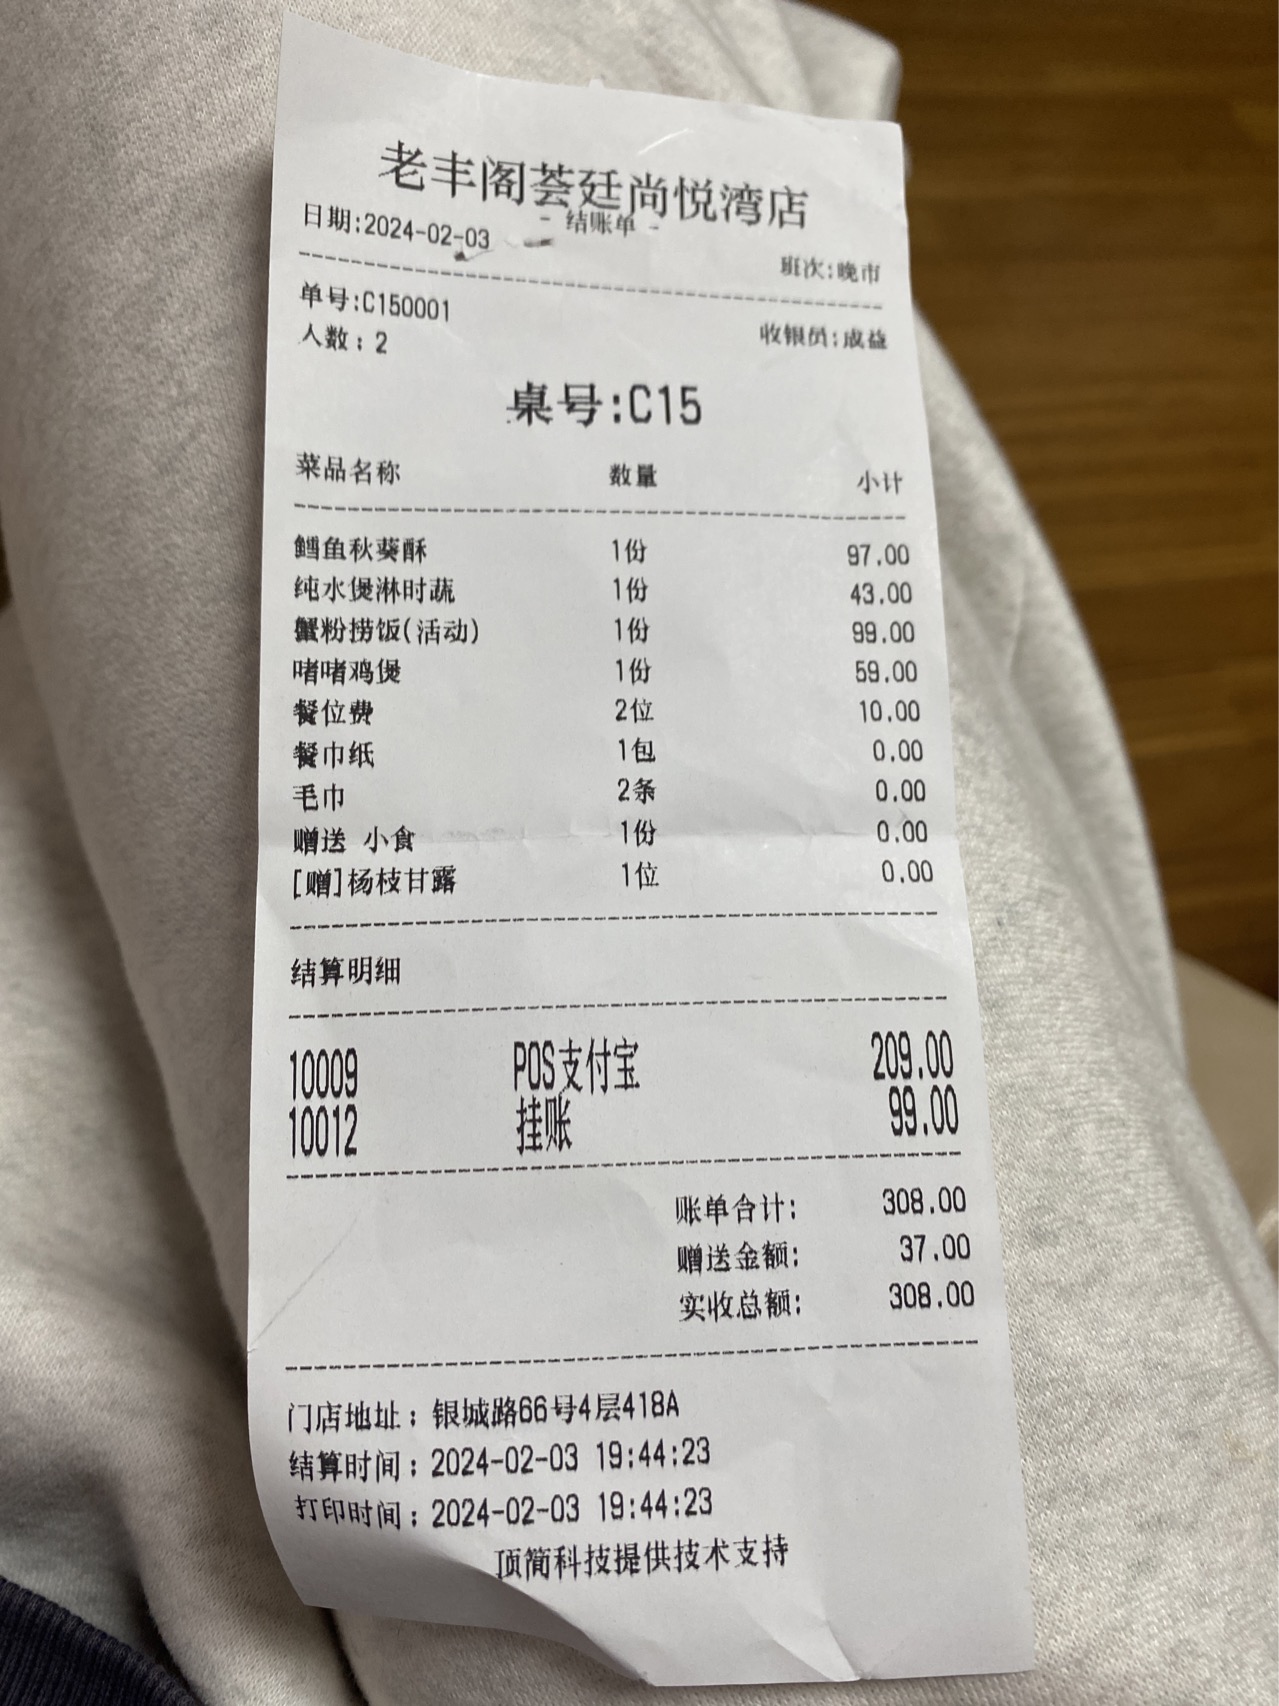 老丰阁荟廷尚悦湾店
- 结账单 -
日期:2024-02-03
班次:晚市
单号:C150001
人数：2 收银员:成益
桌号:C15
菜品名称 数量 小计
鳕鱼秋葵酥 1份 97.00
纯水煲淋时蔬 1份 43.00
蟹粉捞饭(活动) 1份 99.00
啫啫鸡煲 1份 59.00
餐位费 2位 10.00
餐巾纸 1包 0.00
毛巾 2条 0.00
赠送 小食 1份 0.00
[赠]杨枝甘露 1位 0.00
结算明细
10009 POS支付宝 209.00
10012 挂账 99.00
账单合计: 308.00
赠送金额: 37.00
实收总额: 308.00
门店地址：银城路66号4层418A
结算时间：2024-02-03 19:44:23
打印时间：2024-02-03 19:44:23
顶简科技提供技术支持